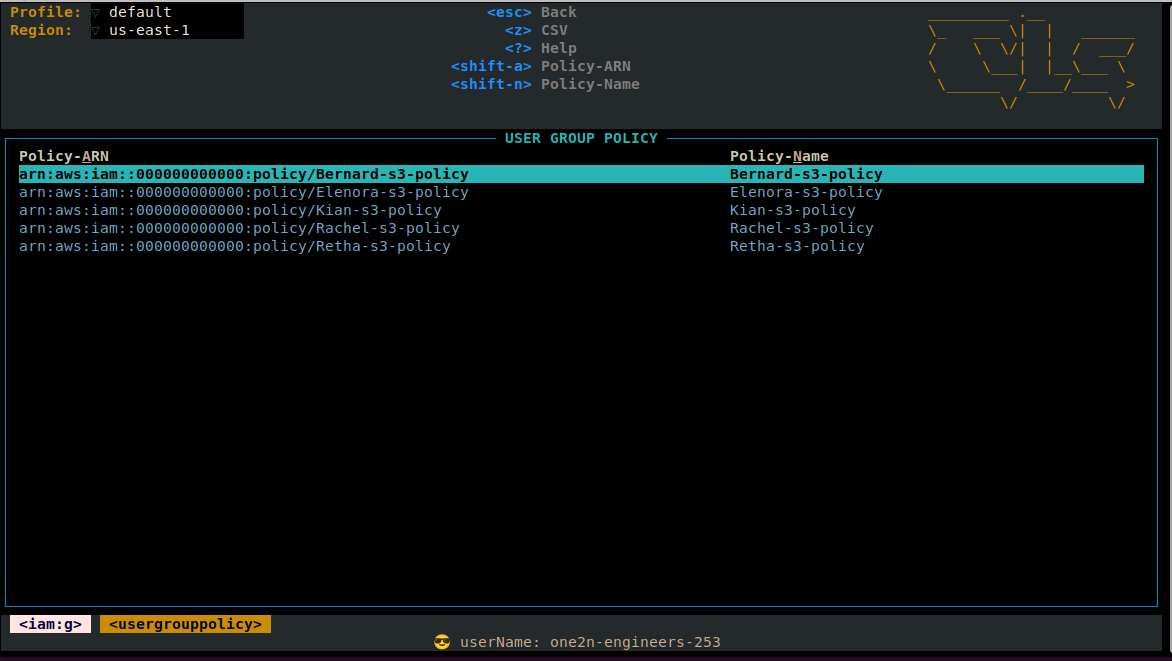 Profile: ▽ default
Region: ▽ us-east-1
<esc> Back
<z> CSV
<?> Help
<shift-a> Policy-ARN
<shift-n> Policy-Name
USER GROUP POLICY
Policy-ARN Policy-Name
arn:aws:iam::000000000000:policy/Bernard-s3-policy Bernard-s3-policy
arn:aws:iam::000000000000:policy/Elenora-s3-policy Elenora-s3-policy
arn:aws:iam::000000000000:policy/Kian-s3-policy Kian-s3-policy
arn:aws:iam::000000000000:policy/Rachel-s3-policy Rachel-s3-policy
arn:aws:iam::000000000000:policy/Retha-s3-policy Retha-s3-policy
<iam:g> <usergrouppolicy>
😎 userName: one2n-engineers-253